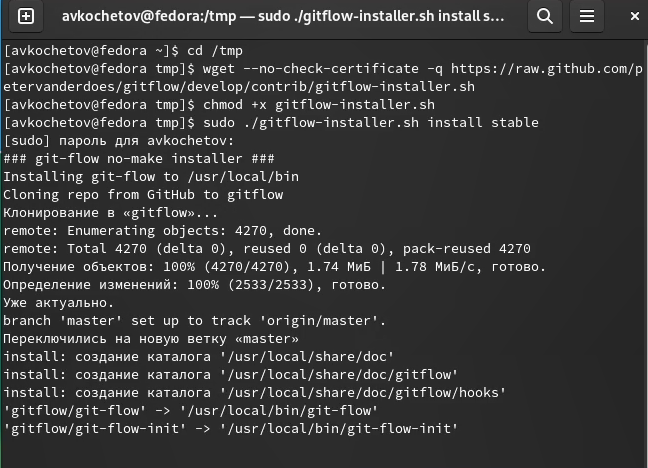 avkochetov@fedora:/tmp — sudo ./gitflow-installer.sh install s...
[avkochetov@fedora ~]$ cd /tmp
[avkochetov@fedora tmp]$ wget --no-check-certificate -q https://raw.github.com/p
etervanderdoes/gitflow/develop/contrib/gitflow-installer.sh
[avkochetov@fedora tmp]$ chmod +x gitflow-installer.sh
[avkochetov@fedora tmp]$ sudo ./gitflow-installer.sh install stable
[sudo] пароль для avkochetov:
### git-flow no-make installer ###
Installing git-flow to /usr/local/bin
Cloning repo from GitHub to gitflow
Клонирование в «gitflow»...
remote: Enumerating objects: 4270, done.
remote: Total 4270 (delta 0), reused 0 (delta 0), pack-reused 4270
Получение объектов: 100% (4270/4270), 1.74 МиБ | 1.78 МиБ/с, готово.
Определение изменений: 100% (2533/2533), готово.
Уже актуально.
branch 'master' set up to track 'origin/master'.
Переключились на новую ветку «master»
install: создание каталога '/usr/local/share/doc'
install: создание каталога '/usr/local/share/doc/gitflow'
install: создание каталога '/usr/local/share/doc/gitflow/hooks'
'gitflow/git-flow' -> '/usr/local/bin/git-flow'
'gitflow/git-flow-init' -> '/usr/local/bin/git-flow-init'